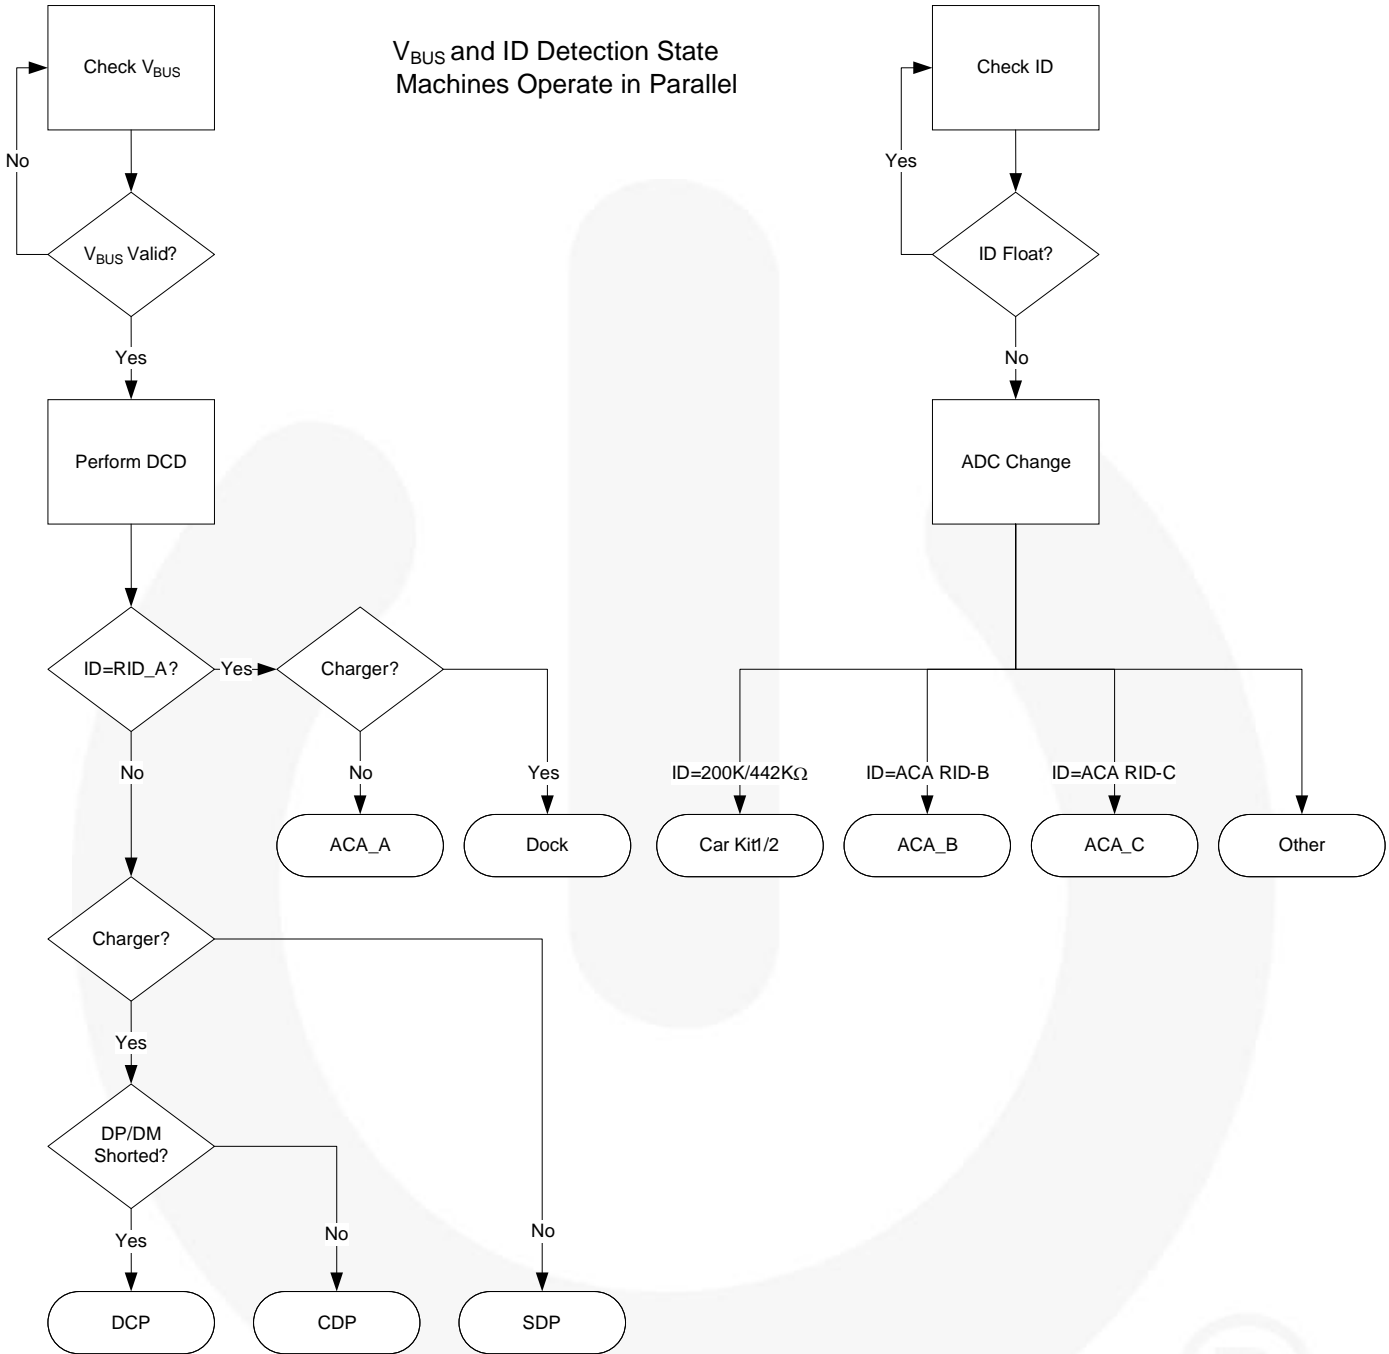 V_BUS and ID Detection State
Machines Operate in Parallel
Check V_BUS
No
V_BUS Valid?
Yes
Perform DCD
ID=RID_A?
Yes
Charger?
No
No
Yes
ACA_A
Dock
Charger?
Yes
DP/DM
Shorted?
Yes
No
No
DCP
CDP
SDP
Check ID
Yes
ID Float?
No
ADC Change
ID=200K/442KΩ
ID=ACA RID-B
ID=ACA RID-C
Car Kit1/2
ACA_B
ACA_C
Other